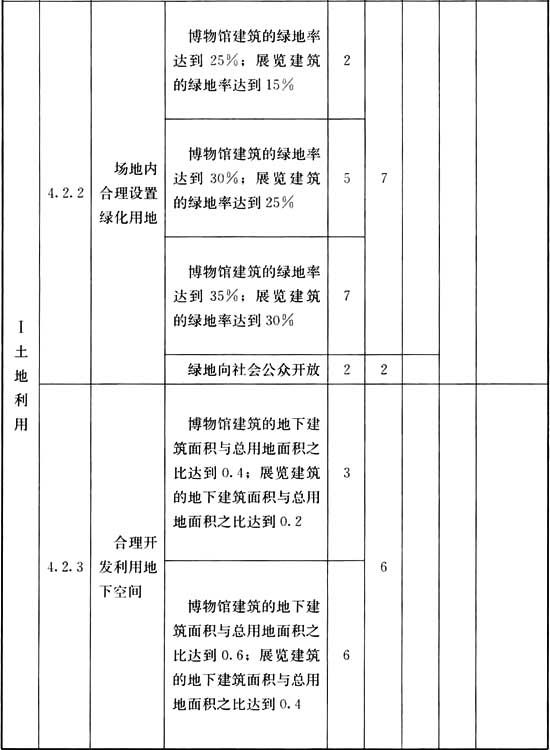 Ⅰ
土
地
利
用
4.2.2
场地内
合理设置
绿化用地
博物馆建筑的绿地率
达到25%；展览建筑
的绿地率达到15%
2
博物馆建筑的绿地率
达到30%；展览建筑
的绿地率达到25%
5
7
博物馆建筑的绿地率
达到35%；展览建筑
的绿地率达到30%
7
绿地向社会公众开放
2
2
4.2.3
合理开
发利用地
下空间
博物馆建筑的地下建
筑面积与总用地面积之
比达到0.4；展览建筑
的地下建筑面积与总用
地面积之比达到0.2
3
6
博物馆建筑的地下建
筑面积与总用地面积之
比达到0.6；展览建筑
的地下建筑面积与总用
地面积之比达到0.4
6